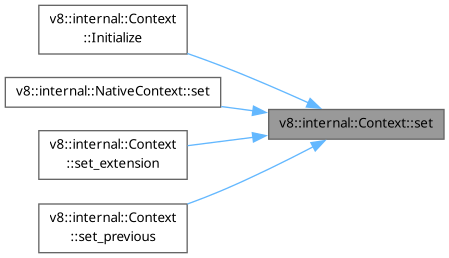 v8::internal::Context
::Initialize
v8::internal::NativeContext::set
v8::internal::Context::set
v8::internal::Context
::set_extension
v8::internal::Context
::set_previous